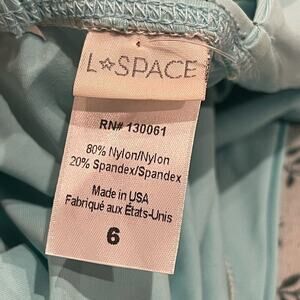 L☆SPACE
RN# 130061
80% Nylon/Nylon
20% Spandex/Spandex
Made in USA
Fabriqué aux États-Unis
6